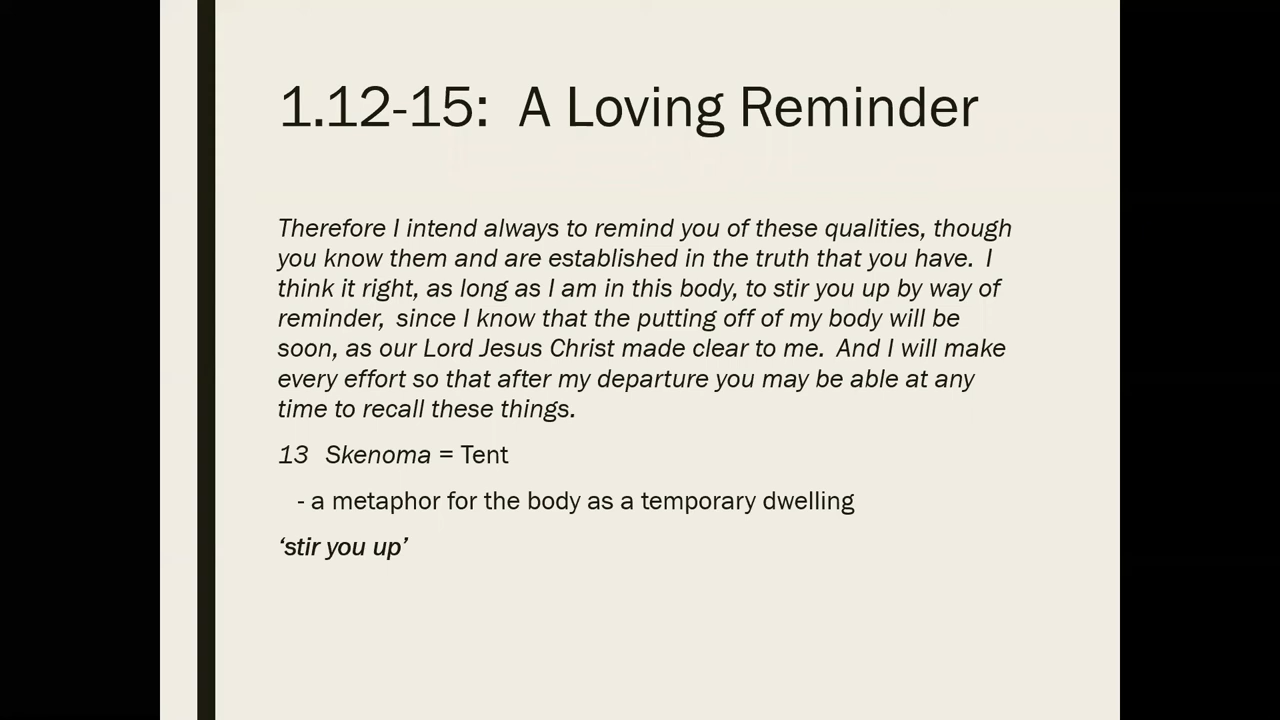 1.12-15:  A Loving Reminder
Therefore I intend always to remind you of these qualities, though
you know them and are established in the truth that you have.  I
think it right, as long as I am in this body, to stir you up by way of
reminder,  since I know that the putting off of my body will be
soon, as our Lord Jesus Christ made clear to me.  And I will make
every effort so that after my departure you may be able at any
time to recall these things.
13  Skenoma = Tent
- a metaphor for the body as a temporary dwelling
‘stir you up’